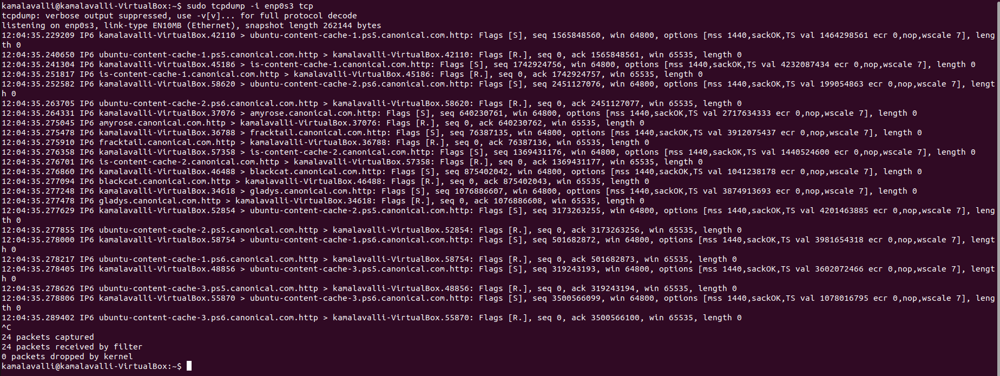 kamalavalli@kamalavalli-VirtualBox:~$ sudo tcpdump -i enp0s3 tcp
tcpdump: verbose output suppressed, use -v[v]... for full protocol decode
listening on enp0s3, link-type EN10MB (Ethernet), snapshot length 262144 bytes
12:04:35.229209 IP6 kamalavalli-VirtualBox.42110 > ubuntu-content-cache-1.ps5.canonical.com.http: Flags [S], seq 1565848560, win 64800, options [mss 1440,sackOK,TS val 1464298561 ecr 0,nop,wscale 7], leng
th 0
12:04:35.240650 IP6 ubuntu-content-cache-1.ps5.canonical.com.http > kamalavalli-VirtualBox.42110: Flags [R.], seq 0, ack 1565848561, win 65535, length 0
12:04:35.241304 IP6 kamalavalli-VirtualBox.45186 > is-content-cache-1.canonical.com.http: Flags [S], seq 1742924756, win 64800, options [mss 1440,sackOK,TS val 4232087434 ecr 0,nop,wscale 7], length 0
12:04:35.251817 IP6 is-content-cache-1.canonical.com.http > kamalavalli-VirtualBox.45186: Flags [R.], seq 0, ack 1742924757, win 65535, length 0
12:04:35.252582 IP6 kamalavalli-VirtualBox.58620 > ubuntu-content-cache-2.ps6.canonical.com.http: Flags [S], seq 2451127076, win 64800, options [mss 1440,sackOK,TS val 199054863 ecr 0,nop,wscale 7], lengt
h 0
12:04:35.263705 IP6 ubuntu-content-cache-2.ps6.canonical.com.http > kamalavalli-VirtualBox.58620: Flags [R.], seq 0, ack 2451127077, win 65535, length 0
12:04:35.264331 IP6 kamalavalli-VirtualBox.37076 > amyrose.canonical.com.http: Flags [S], seq 640230761, win 64800, options [mss 1440,sackOK,TS val 2717634333 ecr 0,nop,wscale 7], length 0
12:04:35.275045 IP6 amyrose.canonical.com.http > kamalavalli-VirtualBox.37076: Flags [R.], seq 0, ack 640230762, win 65535, length 0
12:04:35.275478 IP6 kamalavalli-VirtualBox.36788 > fracktail.canonical.com.http: Flags [S], seq 76387135, win 64800, options [mss 1440,sackOK,TS val 3912075437 ecr 0,nop,wscale 7], length 0
12:04:35.275910 IP6 fracktail.canonical.com.http > kamalavalli-VirtualBox.36788: Flags [R.], seq 0, ack 76387136, win 65535, length 0
12:04:35.276358 IP6 kamalavalli-VirtualBox.57358 > is-content-cache-2.canonical.com.http: Flags [S], seq 1369431176, win 64800, options [mss 1440,sackOK,TS val 1440524600 ecr 0,nop,wscale 7], length 0
12:04:35.276701 IP6 is-content-cache-2.canonical.com.http > kamalavalli-VirtualBox.57358: Flags [R.], seq 0, ack 1369431177, win 65535, length 0
12:04:35.276860 IP6 kamalavalli-VirtualBox.46488 > blackcat.canonical.com.http: Flags [S], seq 875402042, win 64800, options [mss 1440,sackOK,TS val 1041238178 ecr 0,nop,wscale 7], length 0
12:04:35.277094 IP6 blackcat.canonical.com.http > kamalavalli-VirtualBox.46488: Flags [R.], seq 0, ack 875402043, win 65535, length 0
12:04:35.277248 IP6 kamalavalli-VirtualBox.34618 > gladys.canonical.com.http: Flags [S], seq 1076886607, win 64800, options [mss 1440,sackOK,TS val 3874913693 ecr 0,nop,wscale 7], length 0
12:04:35.277478 IP6 gladys.canonical.com.http > kamalavalli-VirtualBox.34618: Flags [R.], seq 0, ack 1076886608, win 65535, length 0
12:04:35.277629 IP6 kamalavalli-VirtualBox.52854 > ubuntu-content-cache-2.ps5.canonical.com.http: Flags [S], seq 3173263255, win 64800, options [mss 1440,sackOK,TS val 4201463885 ecr 0,nop,wscale 7], leng
th 0
12:04:35.277855 IP6 ubuntu-content-cache-2.ps5.canonical.com.http > kamalavalli-VirtualBox.52854: Flags [R.], seq 0, ack 3173263256, win 65535, length 0
12:04:35.278000 IP6 kamalavalli-VirtualBox.58754 > ubuntu-content-cache-1.ps6.canonical.com.http: Flags [S], seq 501682872, win 64800, options [mss 1440,sackOK,TS val 3981654318 ecr 0,nop,wscale 7], lengt
h 0
12:04:35.278217 IP6 ubuntu-content-cache-1.ps6.canonical.com.http > kamalavalli-VirtualBox.58754: Flags [R.], seq 0, ack 501682873, win 65535, length 0
12:04:35.278405 IP6 kamalavalli-VirtualBox.48856 > ubuntu-content-cache-3.ps5.canonical.com.http: Flags [S], seq 319243193, win 64800, options [mss 1440,sackOK,TS val 3602072466 ecr 0,nop,wscale 7], lengt
h 0
12:04:35.278626 IP6 ubuntu-content-cache-3.ps5.canonical.com.http > kamalavalli-VirtualBox.48856: Flags [R.], seq 0, ack 319243194, win 65535, length 0
12:04:35.278806 IP6 kamalavalli-VirtualBox.55870 > ubuntu-content-cache-3.ps6.canonical.com.http: Flags [S], seq 3500566099, win 64800, options [mss 1440,sackOK,TS val 1078016795 ecr 0,nop,wscale 7], leng
th 0
12:04:35.289402 IP6 ubuntu-content-cache-3.ps6.canonical.com.http > kamalavalli-VirtualBox.55870: Flags [R.], seq 0, ack 3500566100, win 65535, length 0
^C
24 packets captured
24 packets received by filter
0 packets dropped by kernel
kamalavalli@kamalavalli-VirtualBox:~$